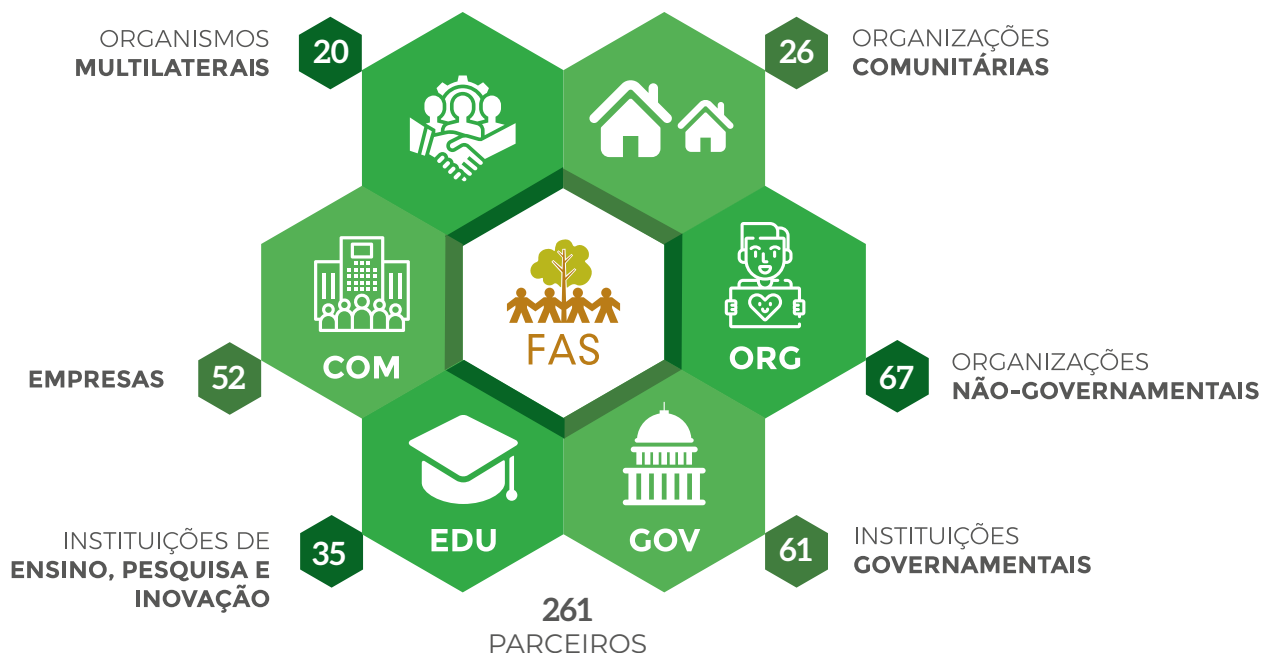 ORGANISMOS
MULTILATERAIS
20
26
ORGANIZAÇÕES
COMUNITÁRIAS
FAS
COM
ORG
EMPRESAS
52
67
ORGANIZAÇÕES
NÃO-GOVERNAMENTAIS
EDU
GOV
INSTITUIÇÕES DE
ENSINO, PESQUISA E
INOVAÇÃO
35
61
INSTITUIÇÕES
GOVERNAMENTAIS
261
PARCEIROS